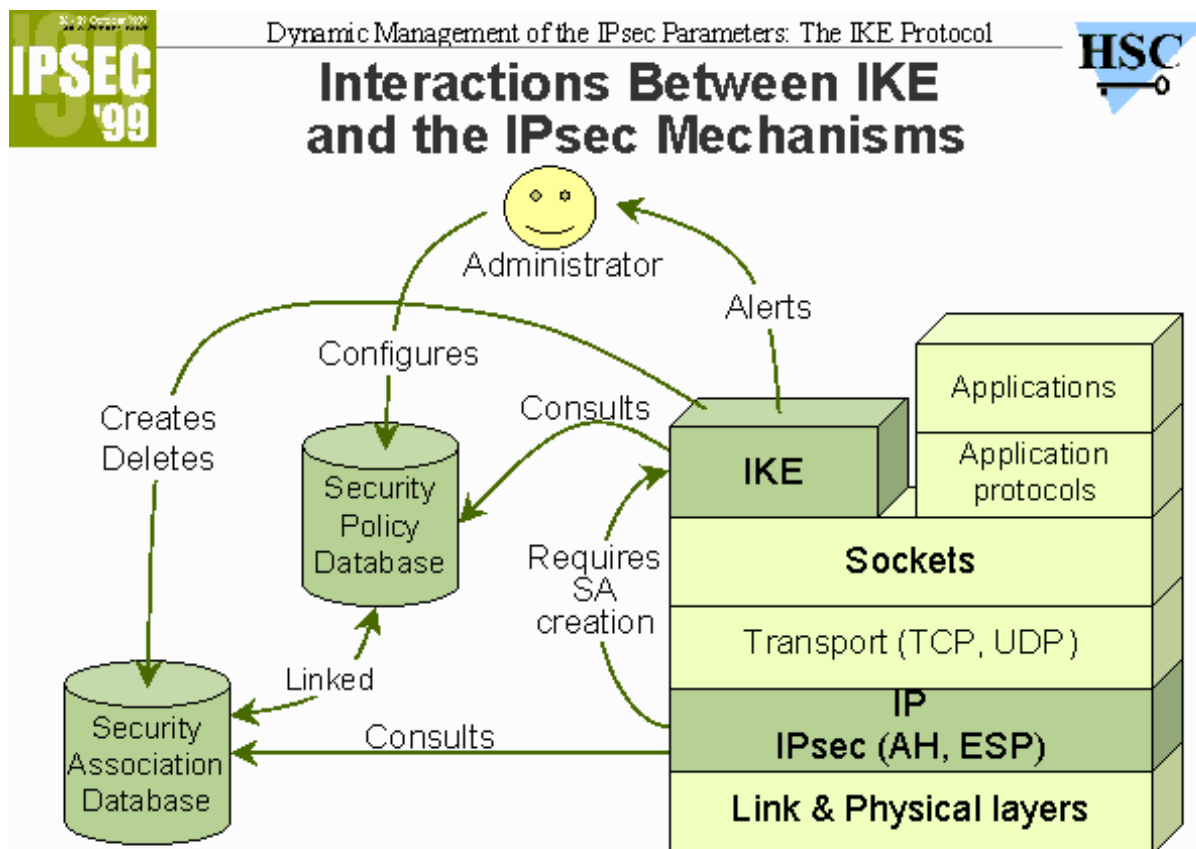 Dynamic Management of the IPsec Parameters: The IKE Protocol
IPSEC
'99
HSC
Interactions Between IKE
and the IPsec Mechanisms
Administrator
Alerts
Configures
Creates
Deletes
Consults
Security
Policy
Database
Requires
SA
creation
Linked
Security
Association
Database
Consults
IKE
Applications
Application
protocols
Sockets
Transport (TCP, UDP)
IP
IPsec (AH, ESP)
Link & Physical layers